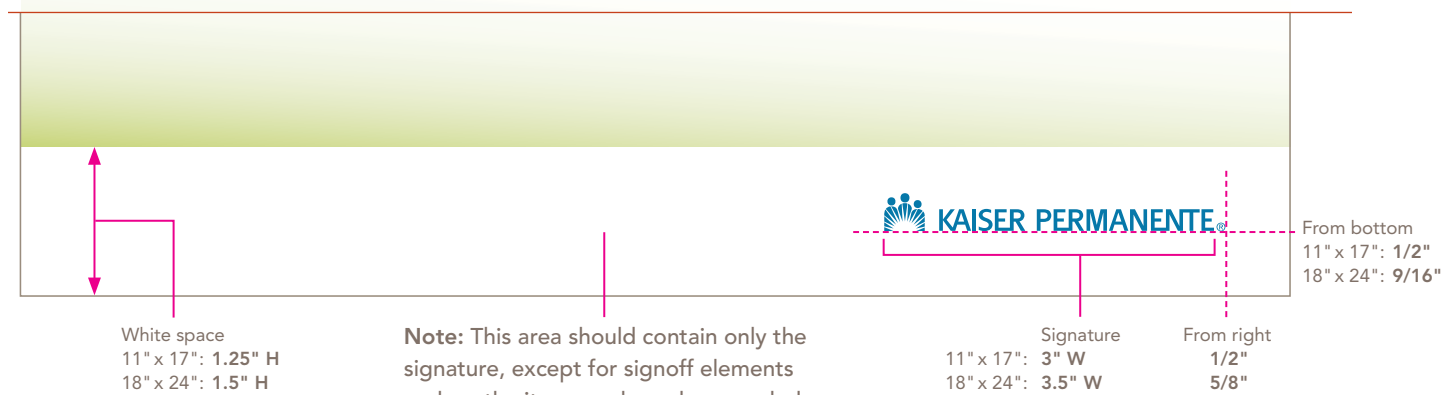 KAISER PERMANENTE®
From bottom
11" x 17": 1/2"
18" x 24": 9/16"
White space
11" x 17": 1.25" H
18" x 24": 1.5" H
Note: This area should contain only the
signature, except for signoff elements
Signature
11" x 17": 3" W
18" x 24": 3.5" W
From right
1/2"
5/8"